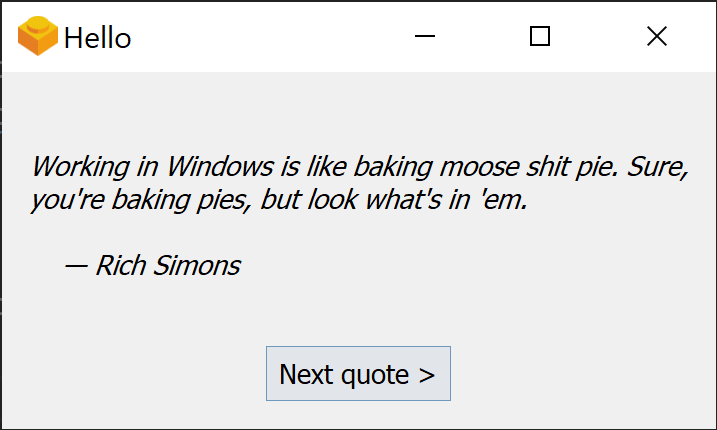 Hello
Working in Windows is like baking moose shit pie. Sure,
you're baking pies, but look what's in 'em.
— Rich Simons
Next quote >